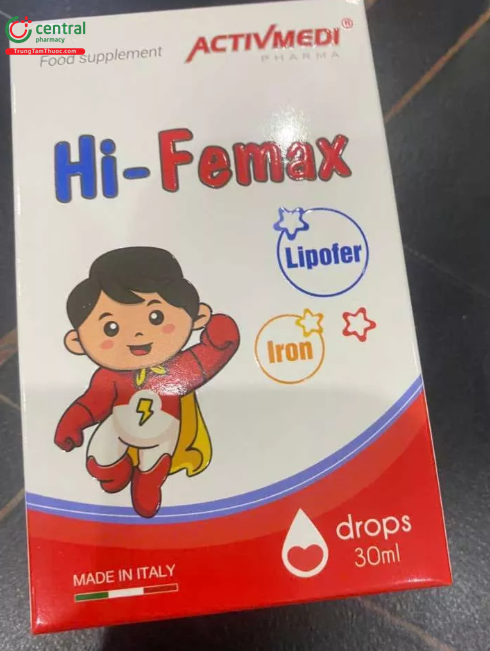 central
pharmacy
TrungTamThuoc.com
Food supplement
ACTIVMEDI®
PHARMA
Hi-Femax
Lipofer
Iron
drops
30ml
MADE IN ITALY